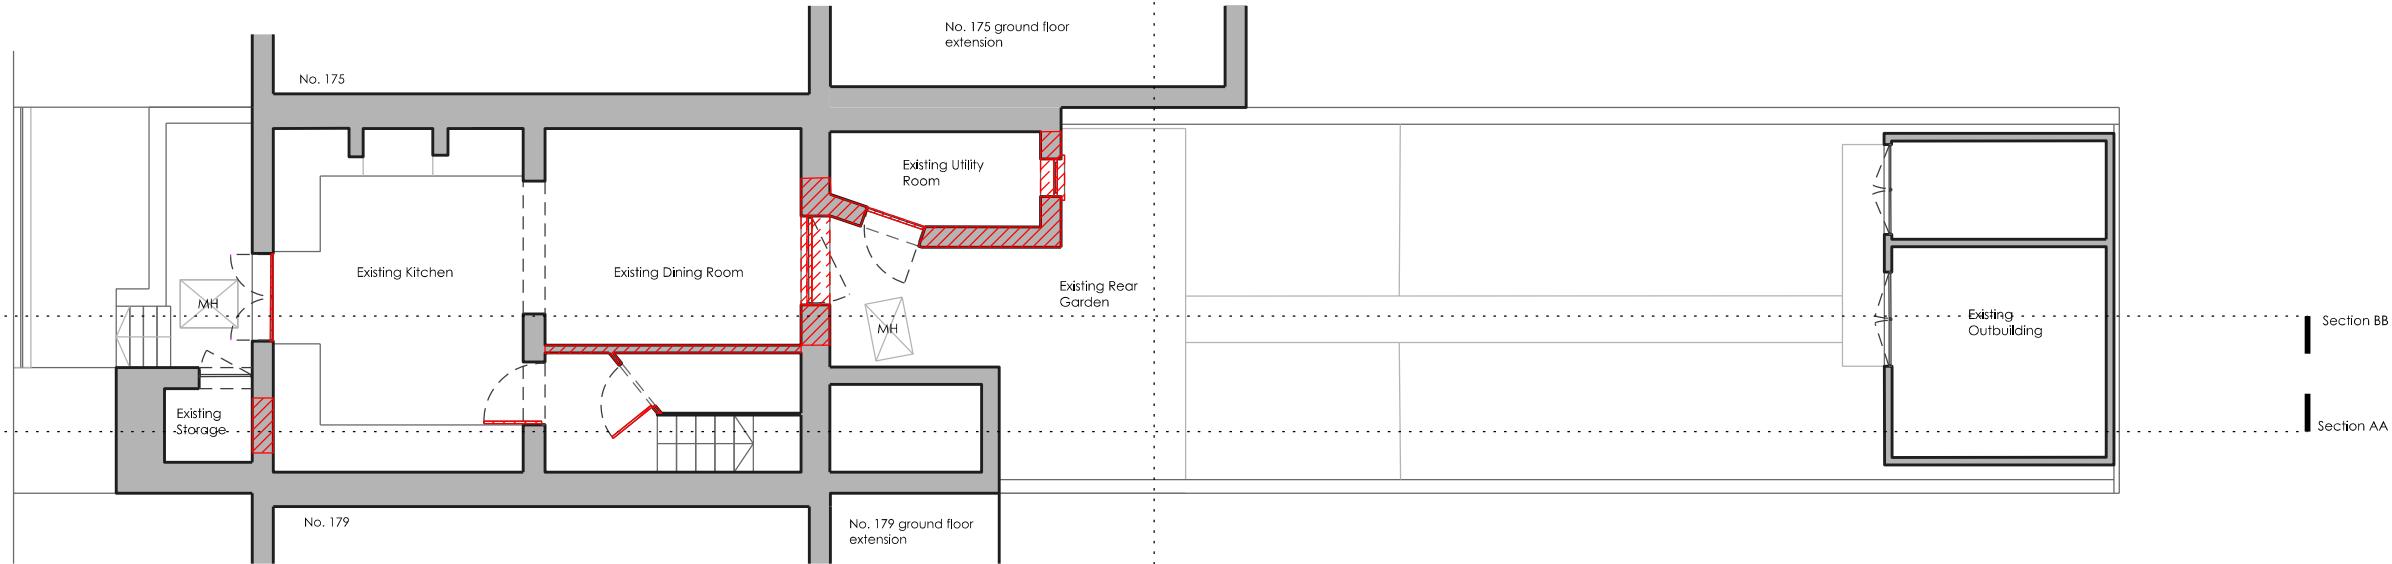 No. 175 ground floor
extension
No. 175
Existing Utility
Room
Existing Kitchen
Existing Dining Room
Existing Rear
Garden
MH
MH
Existing
Outbuilding
Section BB
Existing
Storage
Section AA
No. 179
No. 179 ground floor
extension